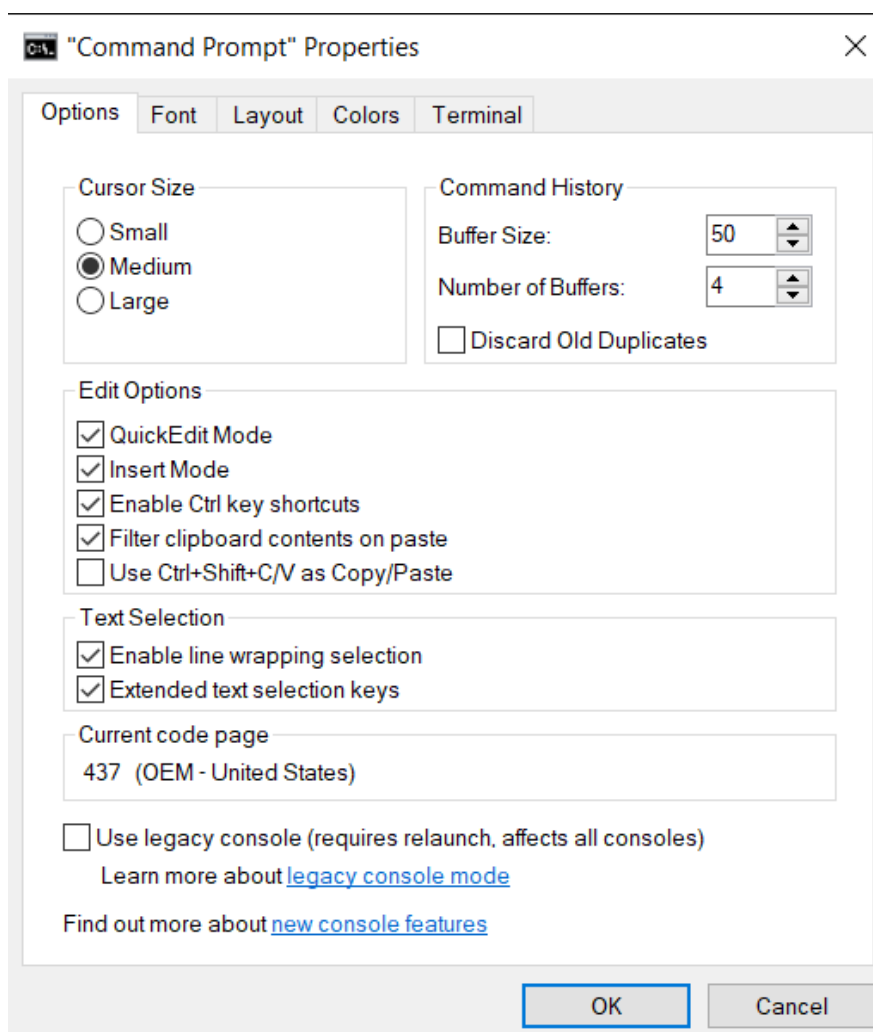 C:\.
"Command Prompt" Properties
Options Font Layout Colors Terminal
Cursor Size
Small
Medium
Large
Command History
Buffer Size: 50
Number of Buffers: 4
Discard Old Duplicates
Edit Options
QuickEdit Mode
Insert Mode
Enable Ctrl key shortcuts
Filter clipboard contents on paste
Use Ctrl+Shift+C/V as Copy/Paste
Text Selection
Enable line wrapping selection
Extended text selection keys
Current code page
437 (OEM - United States)
Use legacy console (requires relaunch, affects all consoles)
Learn more about legacy console mode
Find out more about new console features
OK Cancel